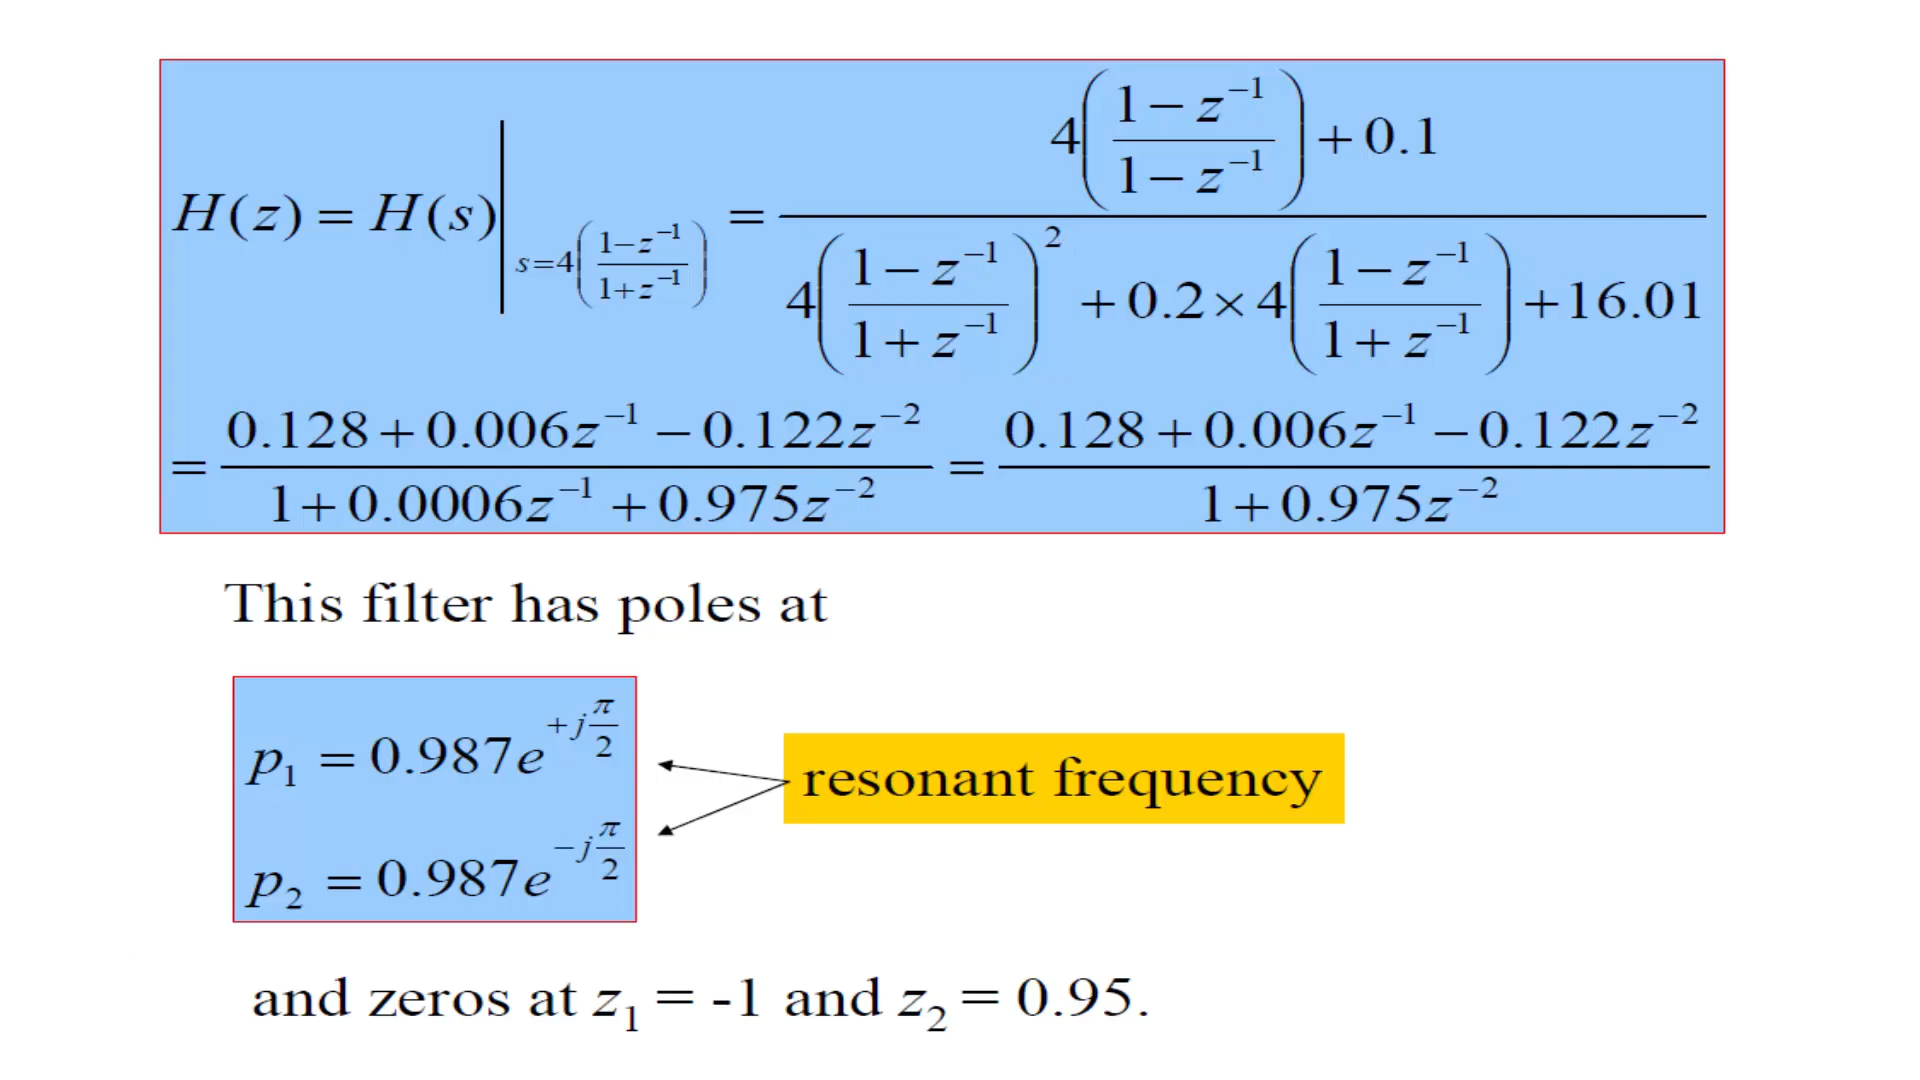 H(z) = H(s)|_{s=4((1−z^{−1})/(1+z^{−1}))} = (4((1−z^{−1})/(1−z^{−1})) + 0.1) / (4((1−z^{−1})/(1+z^{−1}))^2 + 0.2×4((1−z^{−1})/(1+z^{−1})) + 16.01)
= (0.128 + 0.006z^{−1} − 0.122z^{−2}) / (1 + 0.0006z^{−1} + 0.975z^{−2}) = (0.128 + 0.006z^{−1} − 0.122z^{−2}) / (1 + 0.975z^{−2})
This filter has poles at
p_1 = 0.987e^{+jπ/2}
resonant frequency
p_2 = 0.987e^{−jπ/2}
and zeros at z_1 = -1 and z_2 = 0.95.